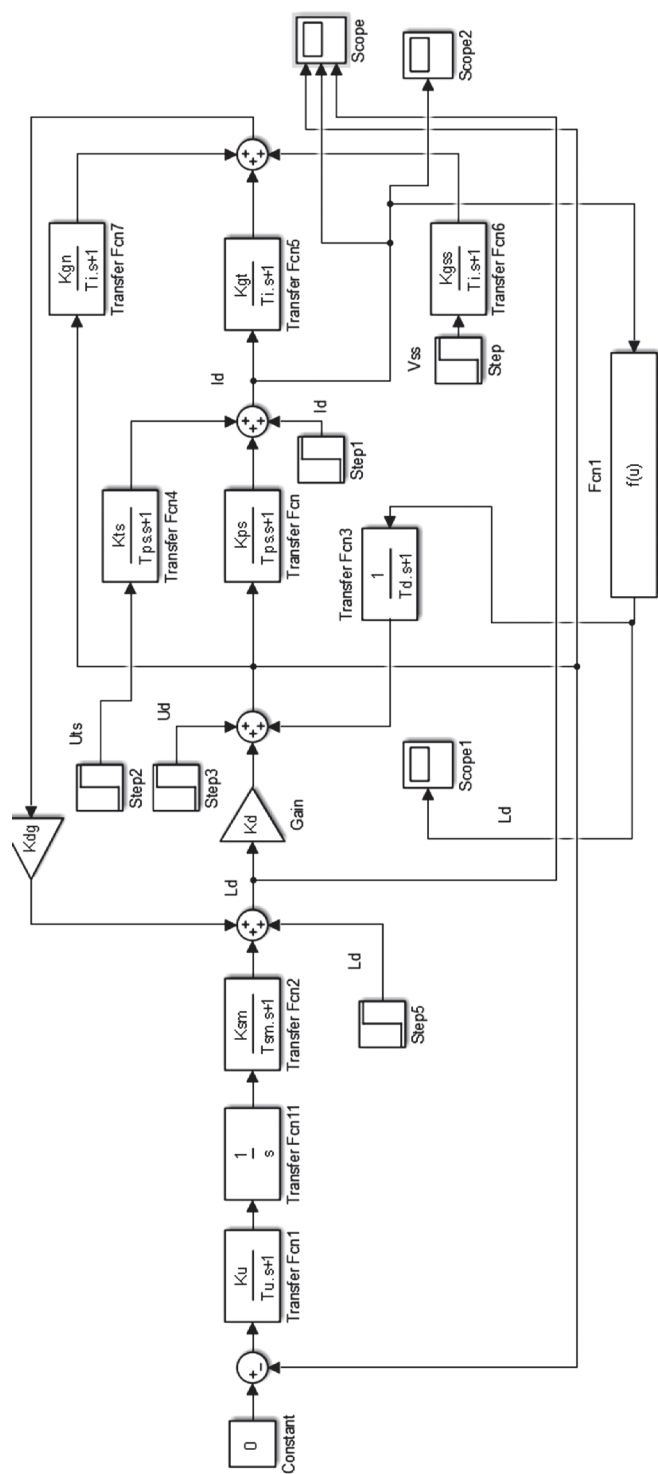 0
Constant
+
-
Ku
Tu.s+1
Transfer Fcn1
1
s
Transfer Fcn11
Ksm
Tsm.s+1
Transfer Fcn2
Ld
Step5
+
+
+
Ld
Kdg
Kd
Gain
Uts
Step2
Ud
Step3
+
+
+
Ld
Scope1
Kts
Tps.s+1
Transfer Fcn4
Kps
Tps.s+1
Transfer Fcn
Transfer Fcn3
1
Td.s+1
Id
Step1
+
+
+
Id
Fcn1
f(u)
Kgn
Ti.s+1
Transfer Fcn7
Kgt
Ti.s+1
Transfer Fcn5
Vss
Step
Kgss
Ti.s+1
Transfer Fcn6
+
+
+
Scope
Scope2